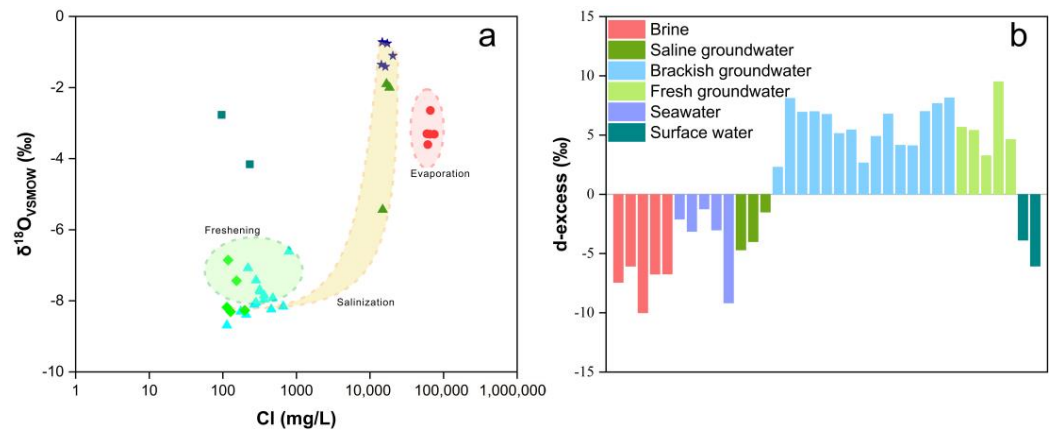 a
0
-2
-4
-6
-8
-10
δ¹⁸O_VSMOW (‰)
Freshening
Salinization
Evaporation
1 10 100 1000 10,000 100,000 1,000,000
Cl (mg/L)
b
15
10
5
0
-5
-10
-15
d-excess (‰)
Brine
Saline groundwater
Brackish groundwater
Fresh groundwater
Seawater
Surface water